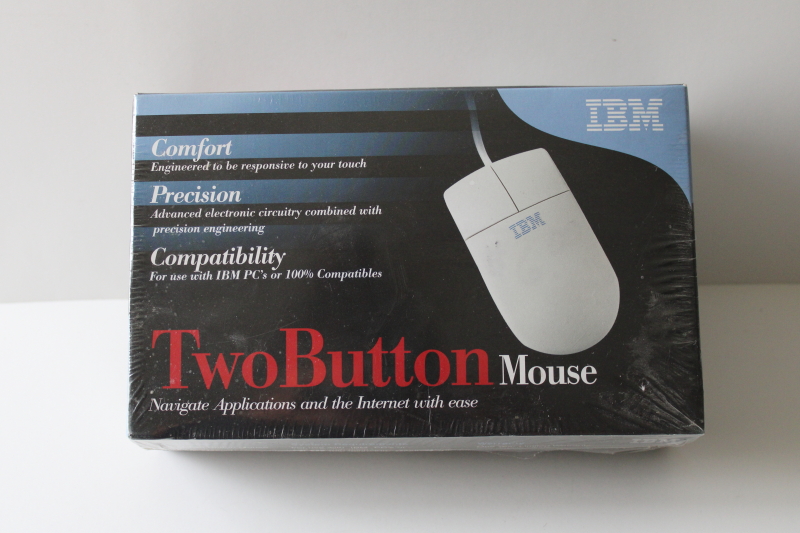 IBM
Comfort
Engineered to be responsive to your touch
Precision
Advanced electronic circuitry combined with
precision engineering
IBM
Compatibility
For use with IBM PC's or 100% Compatibles
TwoButton Mouse
Navigate Applications and the Internet with ease
IBM